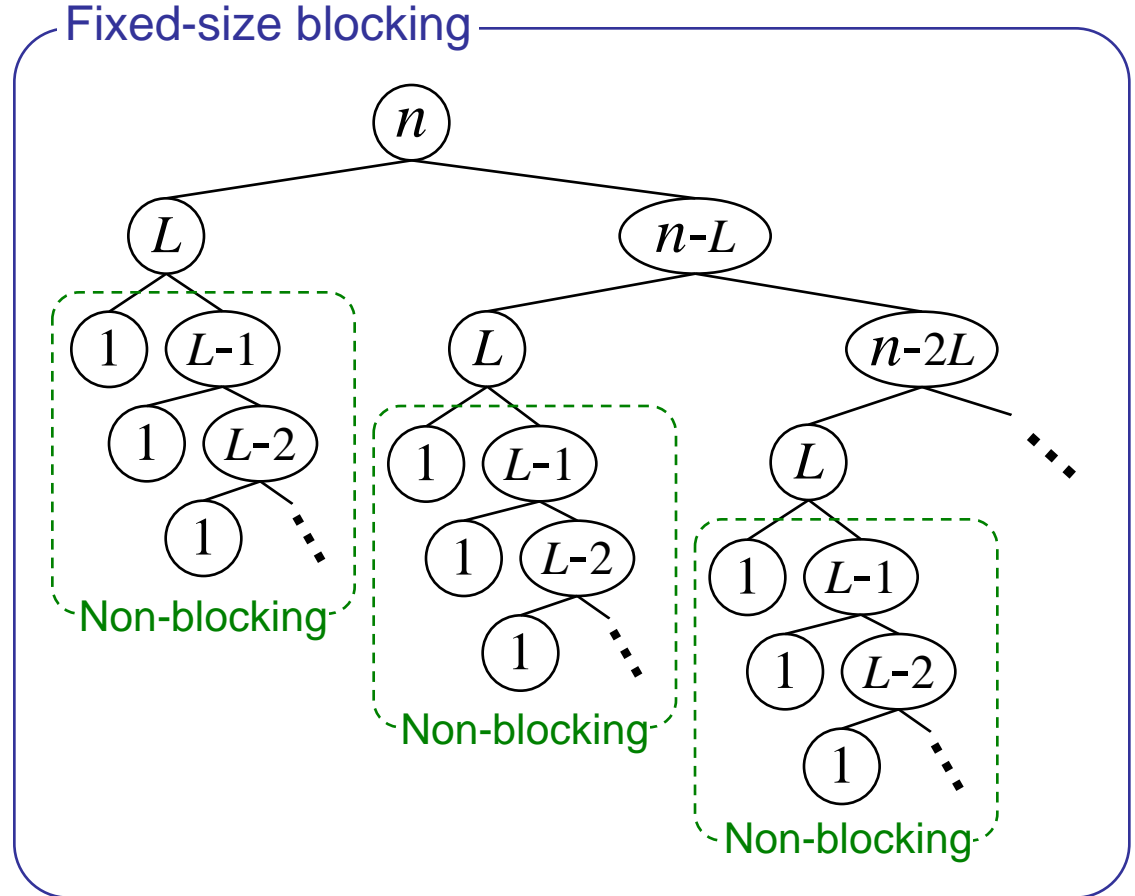 Fixed-size blocking
n
L n-L
1 L-1 L n-2L
1 L-2 1 L-1 L
1 1 L-2 1 L-1
Non-blocking 1 1 L-2
Non-blocking 1
Non-blocking